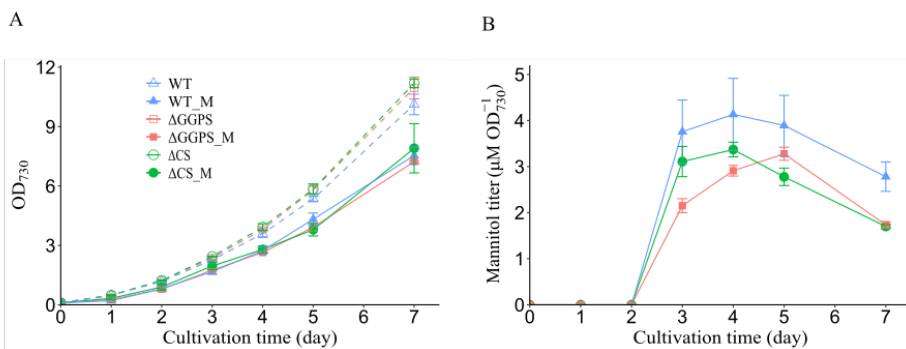 A
OD730
12
9
6
3
0
WT
WT_M
ΔGGPS
ΔGGPS_M
ΔCS
ΔCS_M
0 1 2 3 4 5 6 7
Cultivation time (day)
B
Mannitol titer (μM OD730⁻¹)
5
4
3
2
1
0
0 1 2 3 4 5 6 7
Cultivation time (day)